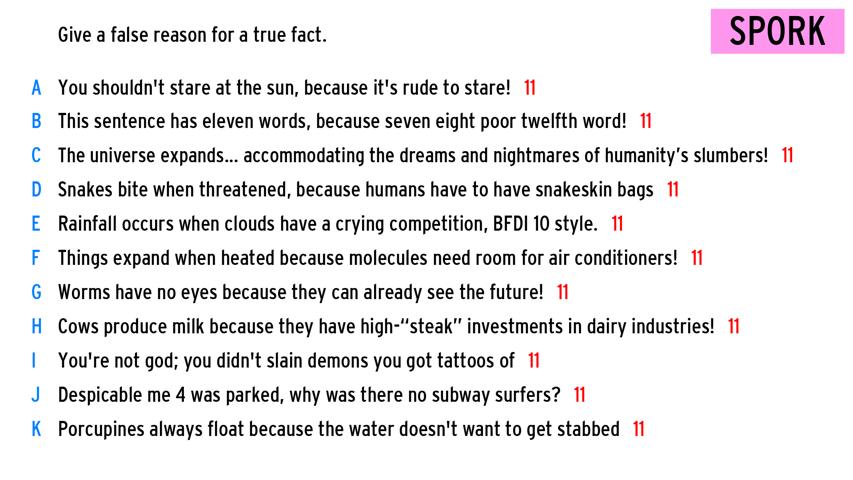 Give a false reason for a true fact.
SPORK
A You shouldn't stare at the sun, because it's rude to stare! 11
B This sentence has eleven words, because seven eight poor twelfth word! 11
C The universe expands... accommodating the dreams and nightmares of humanity’s slumbers! 11
D Snakes bite when threatened, because humans have to have snakeskin bags 11
E Rainfall occurs when clouds have a crying competition, BFDI 10 style. 11
F Things expand when heated because molecules need room for air conditioners! 11
G Worms have no eyes because they can already see the future! 11
H Cows produce milk because they have high-“steak” investments in dairy industries! 11
I You're not god; you didn't slain demons you got tattoos of 11
J Despicable me 4 was parked, why was there no subway surfers? 11
K Porcupines always float because the water doesn't want to get stabbed 11